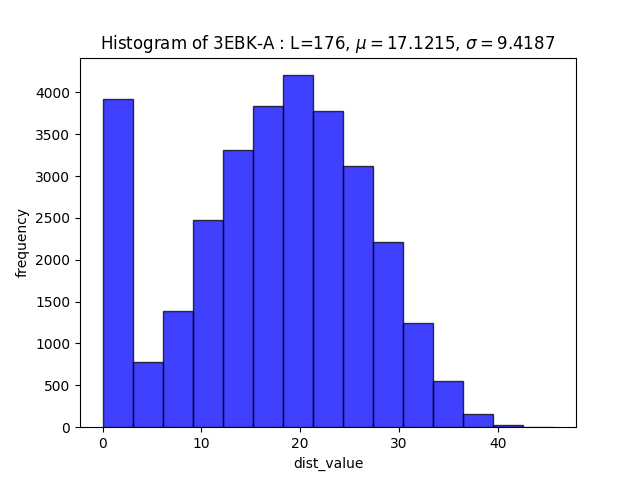 Histogram of 3EBK-A : L=176, μ = 17.1215, σ = 9.4187
4000
3500
3000
2500
2000
1500
1000
500
0
frequency
0 10 20 30 40
dist_value